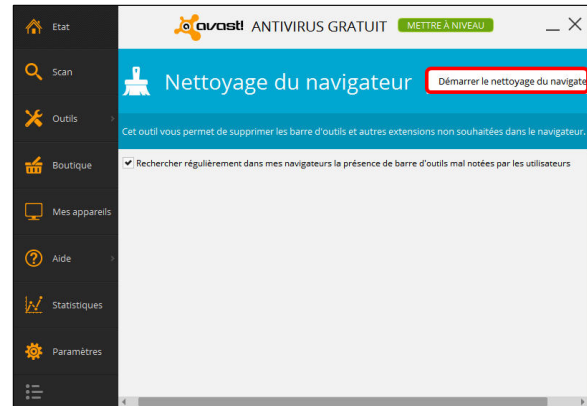 Etat
avast! ANTIVIRUS GRATUIT METTRE À NIVEAU
Scan
Nettoyage du navigateur Démarrer le nettoyage du navigate
Outils
Cet outil vous permet de supprimer les barre d'outils et autres extensions non souhaitées dans le navigateur.
Boutique
Rechercher régulièrement dans mes navigateurs la présence de barre d'outils mal notées par les utilisateurs
Mes appareils
Aide
Statistiques
Paramètres